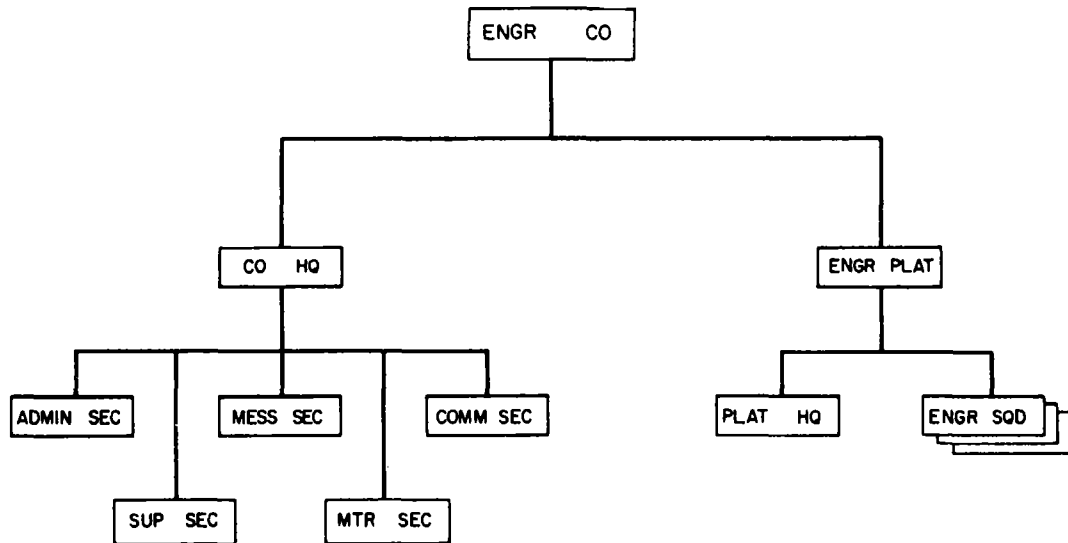 ENGR CO
CO HQ
ENGR PLAT
ADMIN SEC
MESS SEC
COMM SEC
PLAT HQ
ENGR SQD
SUP SEC
MTR SEC